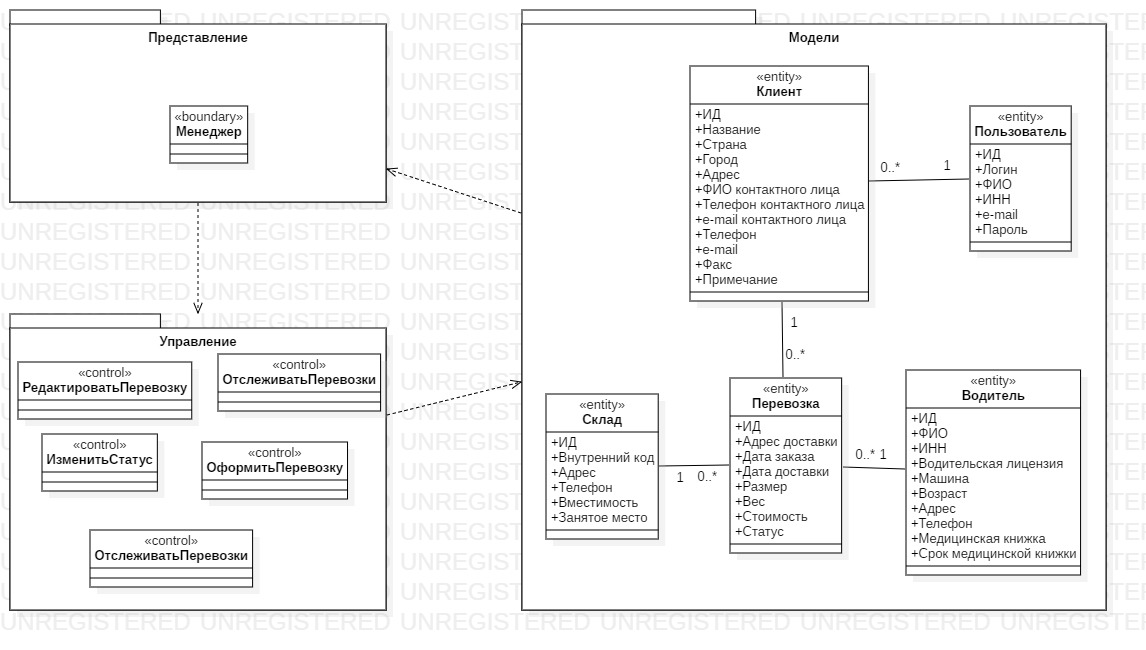 Представление
«boundary»
Менеджер
Управление
«control»
РедактироватьПеревозку
«control»
ОтслеживатьПеревозки
«control»
ИзменитьСтатус
«control»
ОформитьПеревозку
«control»
ОтслеживатьПеревозки
Модели
«entity»
Клиент
+ИД
+Название
+Страна
+Город
+Адрес
+ФИО контактного лица
+Телефон контактного лица
+e-mail контактного лица
+Телефон
+e-mail
+Факс
+Примечание
0..*
1
«entity»
Пользователь
+ИД
+Логин
+ФИО
+ИНН
+e-mail
+Пароль
1
0..*
«entity»
Склад
+ИД
+Внутренний код
+Адрес
+Телефон
+Вместимость
+Занятое место
1
0..*
«entity»
Перевозка
+ИД
+Адрес доставки
+Дата заказа
+Дата доставки
+Размер
+Вес
+Стоимость
+Статус
0..*
1
«entity»
Водитель
+ИД
+ФИО
+ИНН
+Водительская лицензия
+Машина
+Возраст
+Адрес
+Телефон
+Медицинская книжка
+Срок медицинской книжки
UNREGISTERED UNREGISTERED UNREGISTERED UNREGISTERED UNREGISTERED